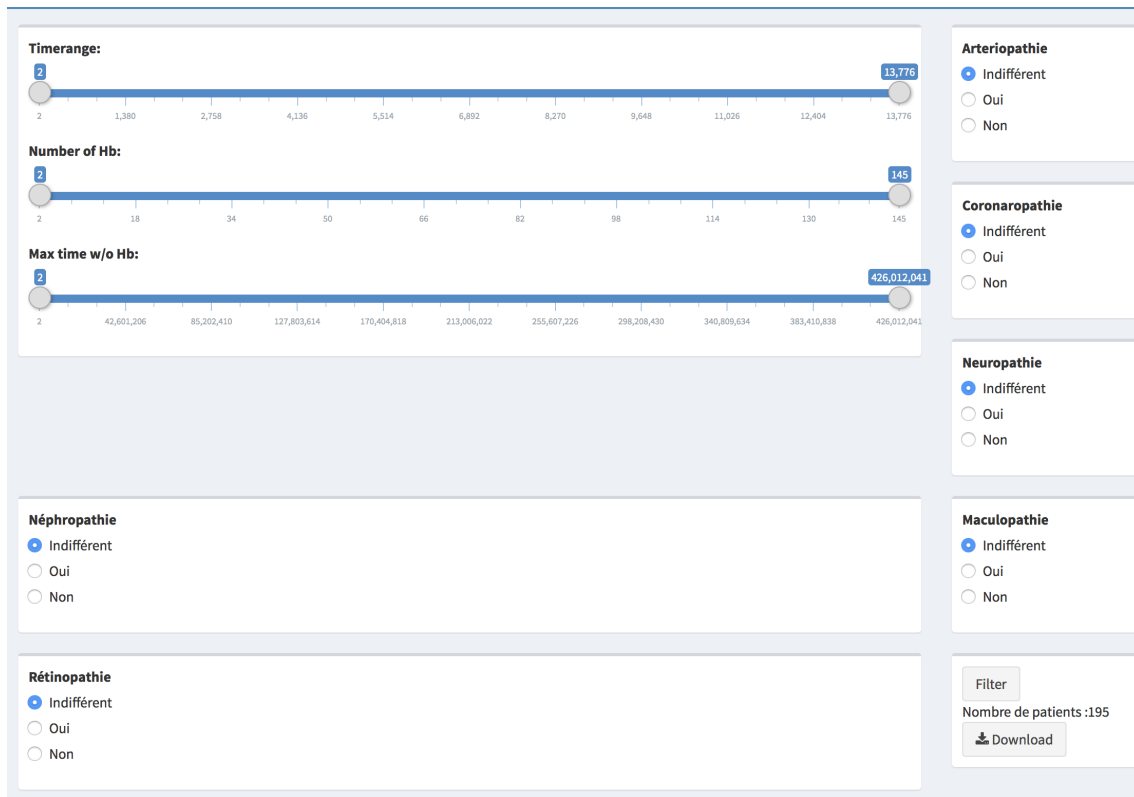 Timerange:
2 13,776
2 1,380 2,758 4,136 5,514 6,892 8,270 9,648 11,026 12,404 13,776
Number of Hb:
2 145
2 18 34 50 66 82 98 114 130 145
Max time w/o Hb:
2 426,012,041
2 42,601,206 85,202,410 127,803,614 170,404,818 213,006,022 255,607,226 298,208,430 340,809,634 383,410,838 426,012,041
Arteriopathie
Indifférent
Oui
Non
Coronaropathie
Indifférent
Oui
Non
Neuropathie
Indifférent
Oui
Non
Néphropathie
Indifférent
Oui
Non
Maculopathie
Indifférent
Oui
Non
Rétinopathie
Indifférent
Oui
Non
Filter
Nombre de patients :195
Download